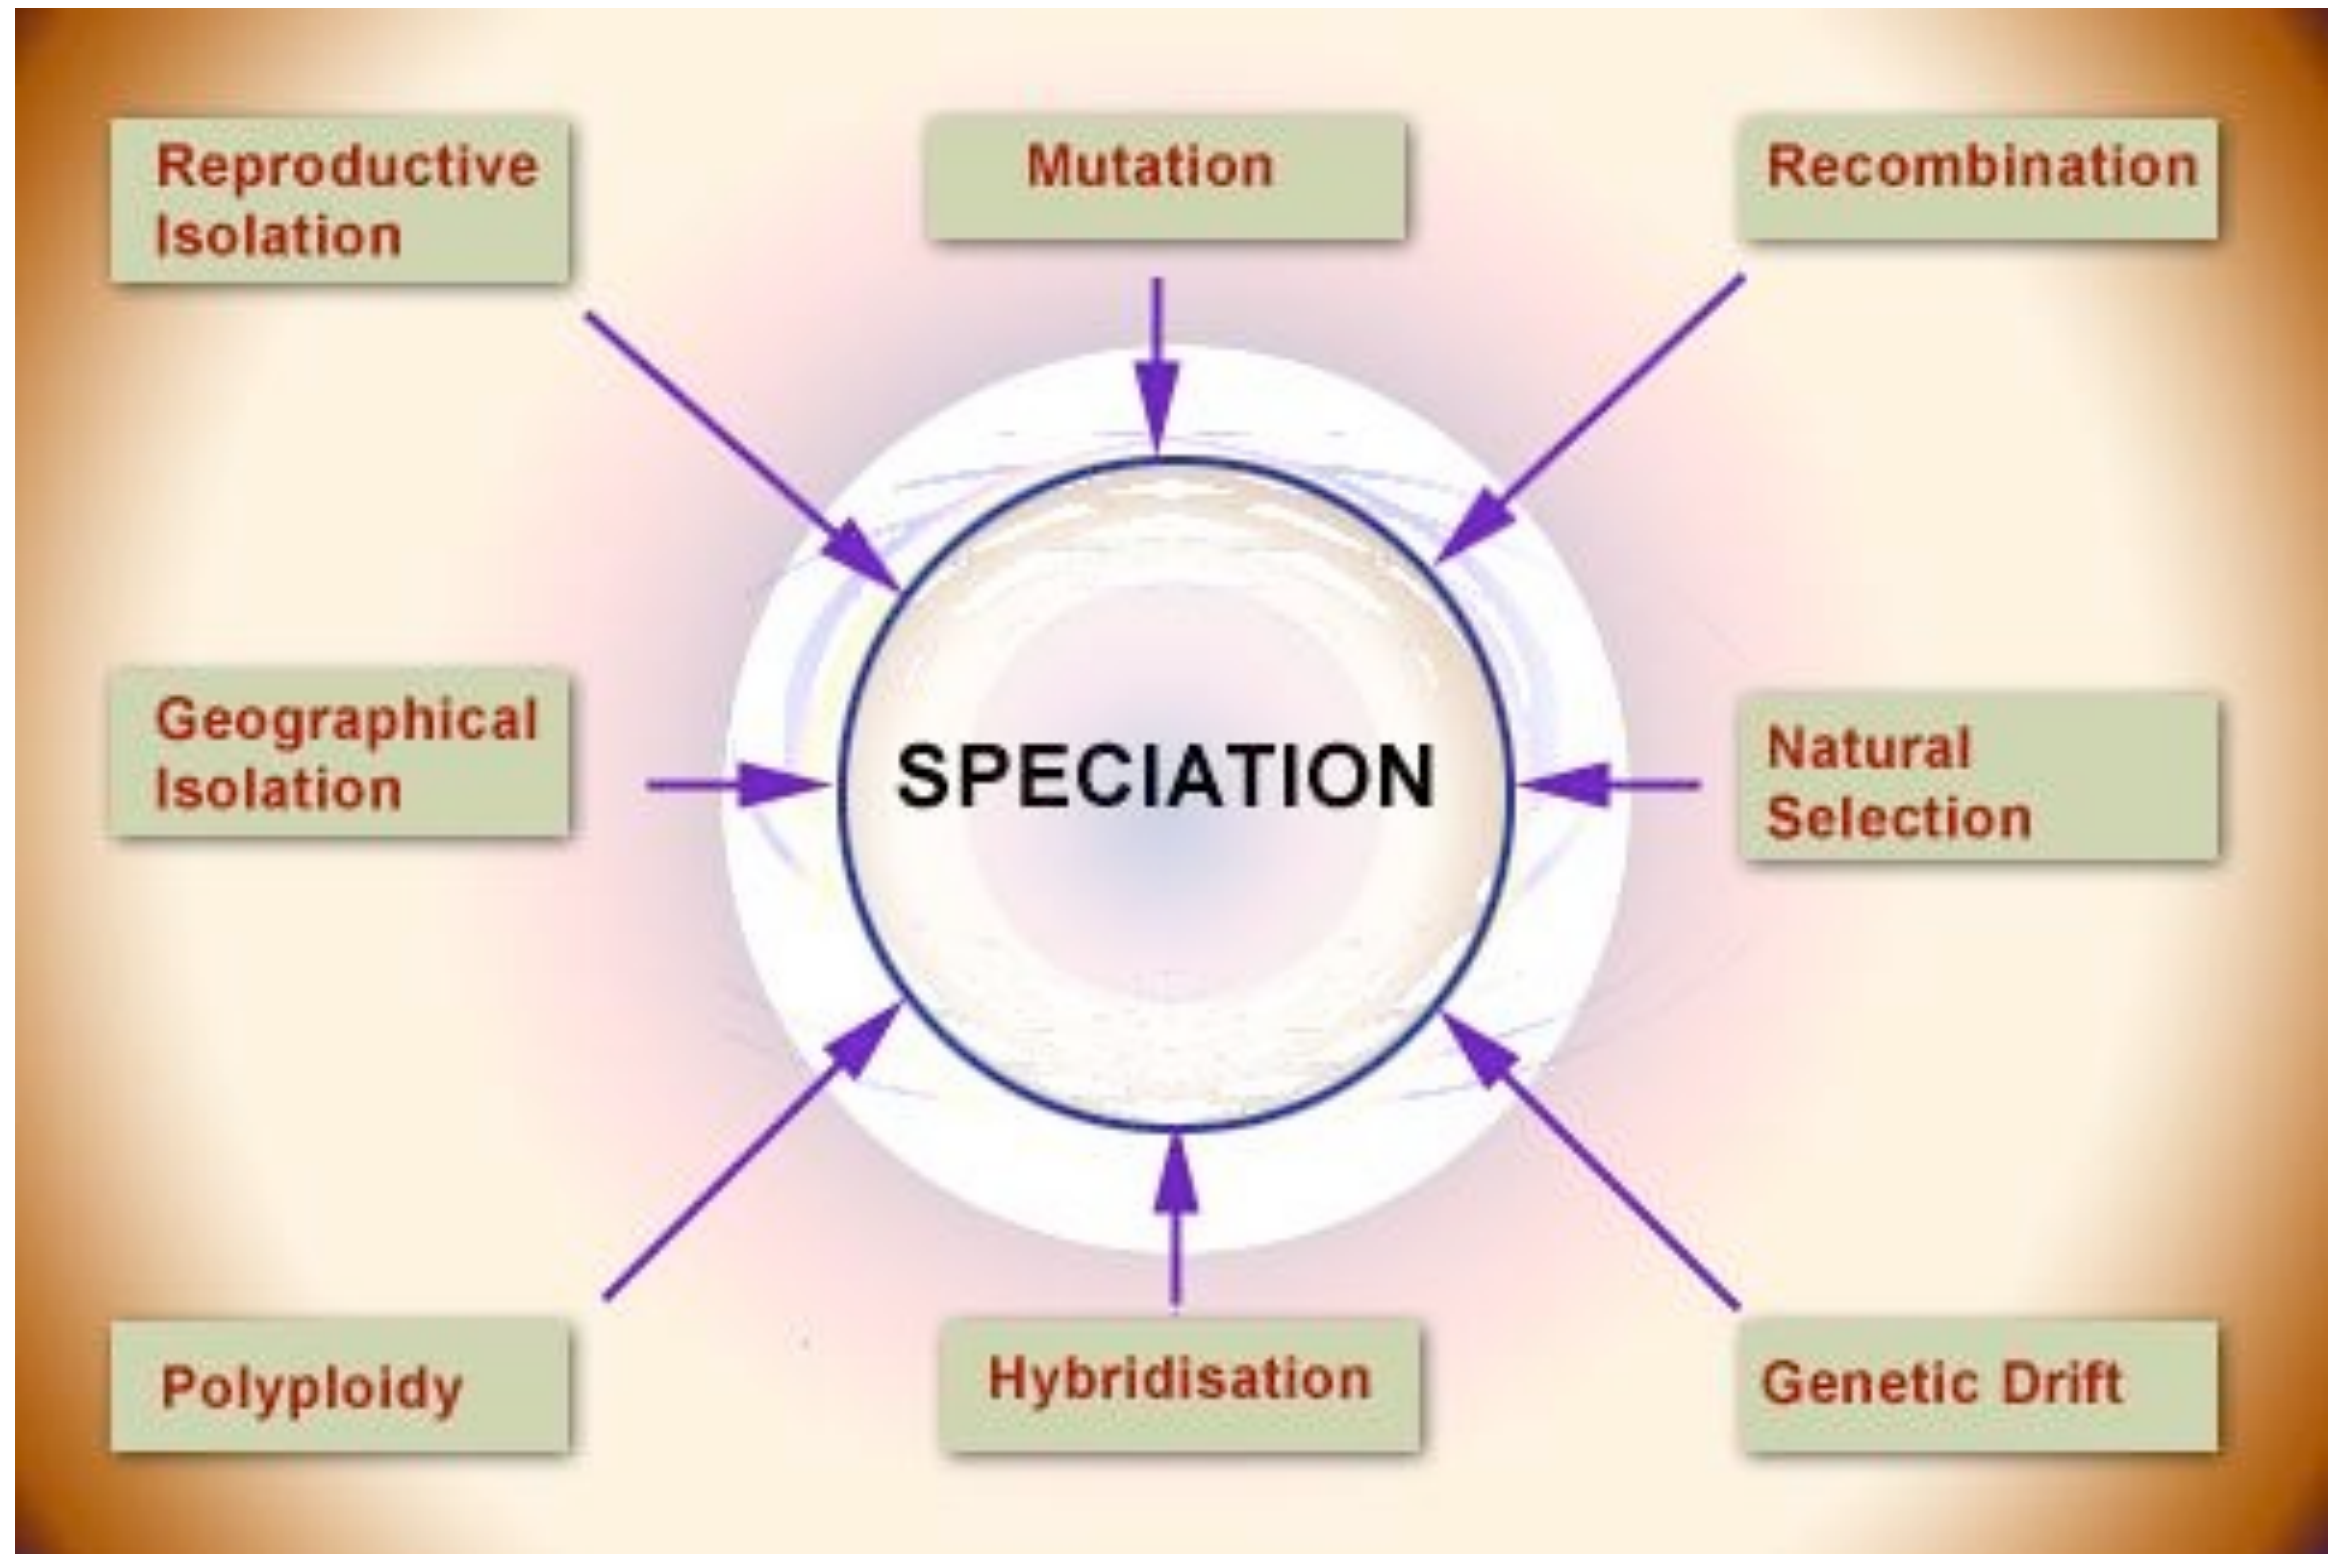 Reproductive
Isolation
Mutation
Recombination
Geographical
Isolation
SPECIATION
Natural
Selection
Polyploidy
Hybridisation
Genetic Drift